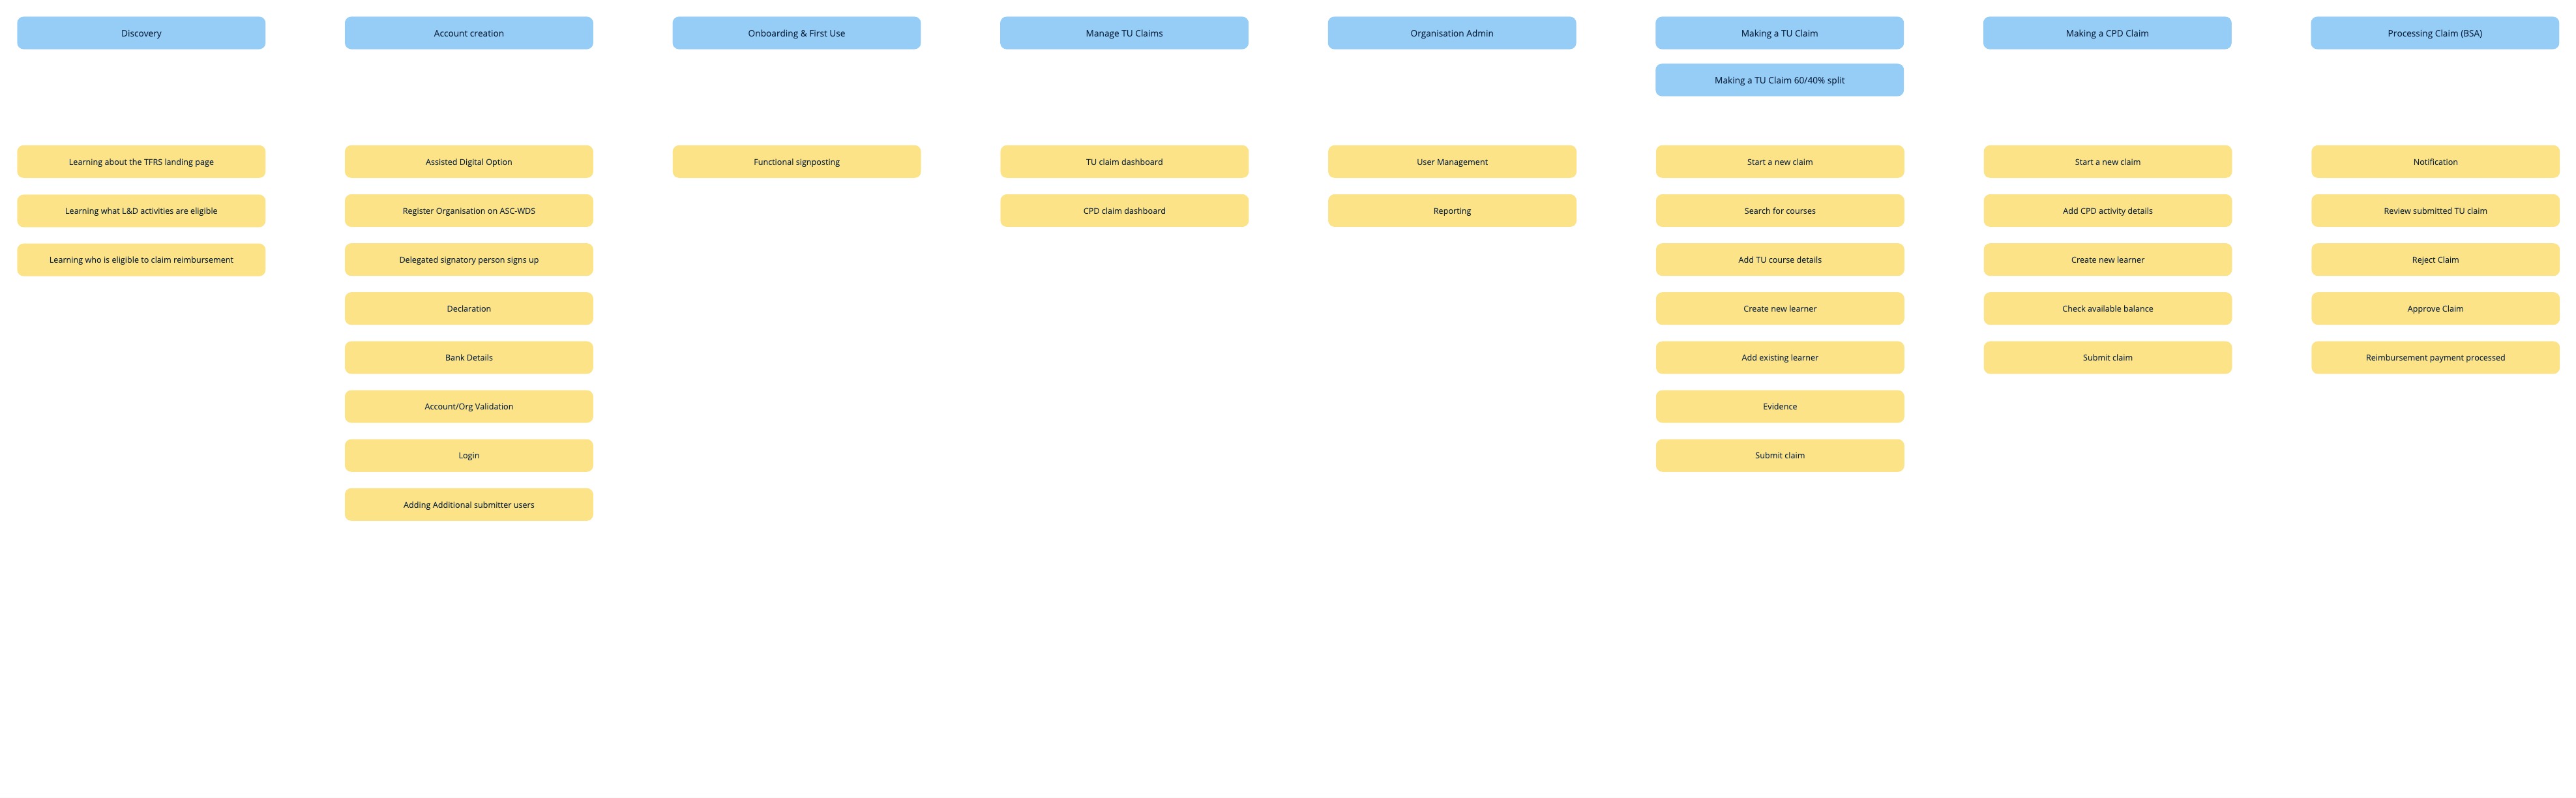 Discovery
Account creation
Onboarding & First Use
Manage TU Claims
Organisation Admin
Making a TU Claim
Making a CPD Claim
Processing Claim (BSA)
Making a TU Claim 60/40% split
Learning about the TFRS landing page
Assisted Digital Option
Functional signposting
TU claim dashboard
User Management
Start a new claim
Start a new claim
Notification
Learning what L&D activities are eligible
Register Organisation on ASC-WDS
CPD claim dashboard
Reporting
Search for courses
Add CPD activity details
Review submitted TU claim
Learning who is eligible to claim reimbursement
Delegated signatory person signs up
Add TU course details
Create new learner
Reject Claim
Declaration
Create new learner
Check available balance
Approve Claim
Bank Details
Add existing learner
Submit claim
Reimbursement payment processed
Account/Org Validation
Evidence
Login
Submit claim
Adding Additional submitter users